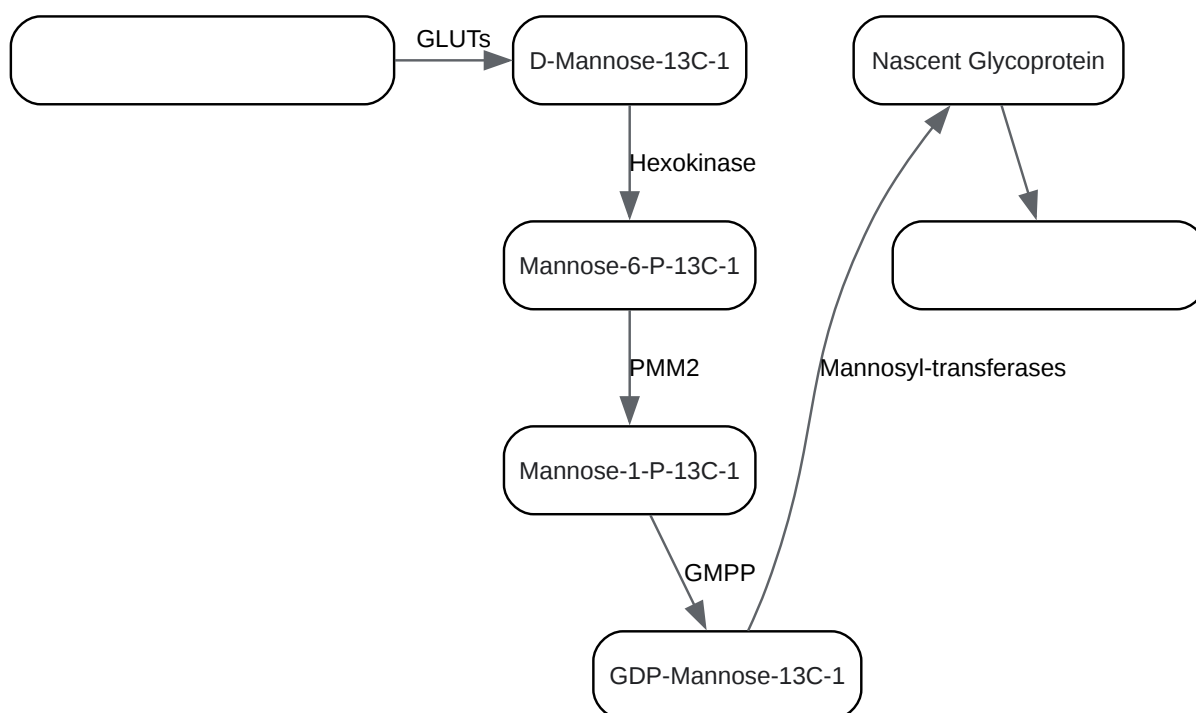 GLUTs
D-Mannose-13C-1
Nascent Glycoprotein
Hexokinase
Mannose-6-P-13C-1
PMM2
Mannosyl-transferases
Mannose-1-P-13C-1
GMPP
GDP-Mannose-13C-1